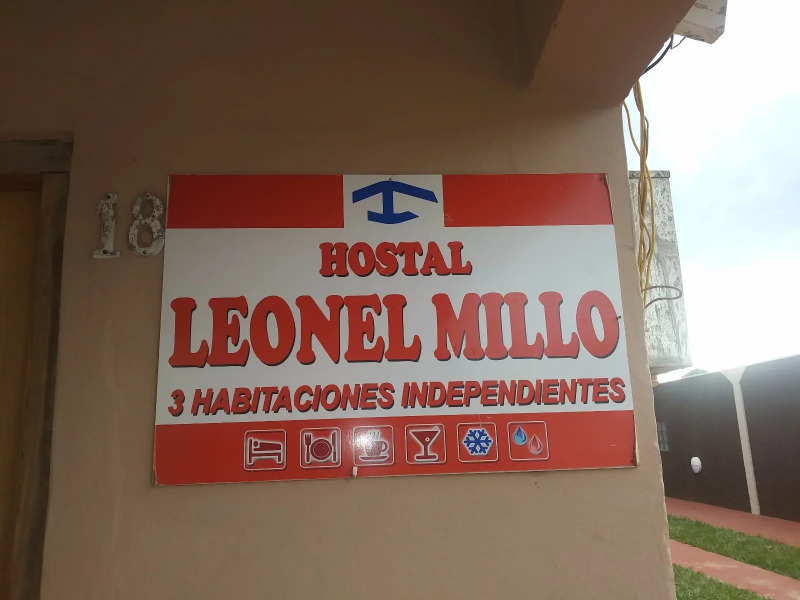 18
HOSTAL
LEONEL MILLO
3 HABITACIONES INDEPENDIENTES